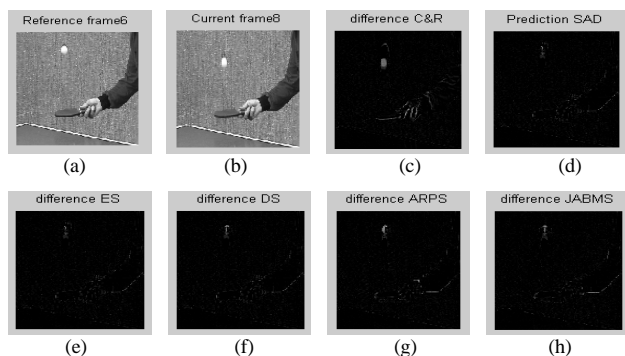 Reference frame6
Current frame8
difference C&R
Prediction SAD
(a)
(b)
(c)
(d)
difference ES
difference DS
difference ARPS
difference JABMS
(e)
(f)
(g)
(h)